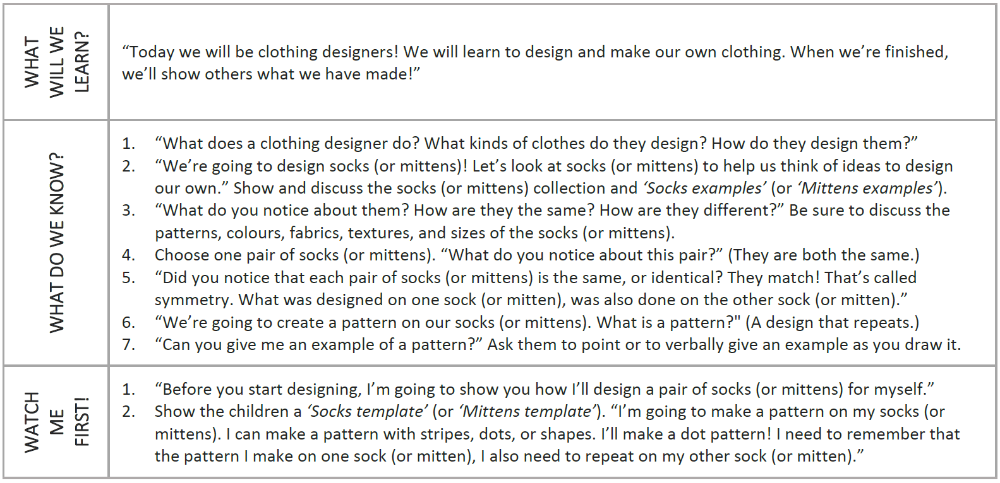 WHAT
WILL WE
LEARN?
“Today we will be clothing designers! We will learn to design and make our own clothing. When we’re finished,
we’ll show others what we have made!”
WHAT DO WE KNOW?
1. “What does a clothing designer do? What kinds of clothes do they design? How do they design them?”
2. “We’re going to design socks (or mittens)! Let’s look at socks (or mittens) to help us think of ideas to design
our own.” Show and discuss the socks (or mittens) collection and ‘Socks examples’ (or ‘Mittens examples’).
3. “What do you notice about them? How are they the same? How are they different?” Be sure to discuss the
patterns, colours, fabrics, textures, and sizes of the socks (or mittens).
4. Choose one pair of socks (or mittens). “What do you notice about this pair?” (They are both the same.)
5. “Did you notice that each pair of socks (or mittens) is the same, or identical? They match! That’s called
symmetry. What was designed on one sock (or mitten), was also done on the other sock (or mitten).”
6. “We’re going to create a pattern on our socks (or mittens). What is a pattern?" (A design that repeats.)
7. “Can you give me an example of a pattern?” Ask them to point or to verbally give an example as you draw it.
WATCH
ME
FIRST!
1. “Before you start designing, I’m going to show you how I’ll design a pair of socks (or mittens) for myself.”
2. Show the children a ‘Socks template’ (or ‘Mittens template’). “I’m going to make a pattern on my socks (or
mittens). I can make a pattern with stripes, dots, or shapes. I’ll make a dot pattern! I need to remember that
the pattern I make on one sock (or mitten), I also need to repeat on my other sock (or mitten).”